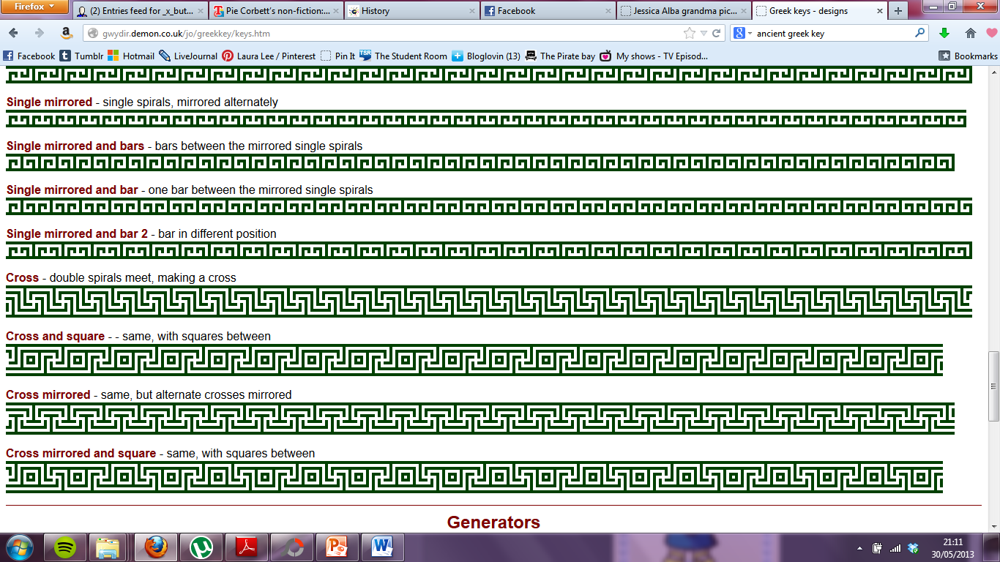 Firefox
(2) Entries feed for _x_but...
Pie Corbett's non-fiction:...
History
Facebook
Jessica Alba grandma pic...
Greek keys - designs
gwydir.demon.co.uk/jo/greekkey/keys.htm
ancient greek key
Facebook
Tumblr
Hotmail
LiveJournal
Laura Lee / Pinterest
Pin It
The Student Room
Bloglovin (13)
The Pirate bay
My shows - TV Episod...
Bookmarks
Single mirrored - single spirals, mirrored alternately
Single mirrored and bars - bars between the mirrored single spirals
Single mirrored and bar - one bar between the mirrored single spirals
Single mirrored and bar 2 - bar in different position
Cross - double spirals meet, making a cross
Cross and square - - same, with squares between
Cross mirrored - same, but alternate crosses mirrored
Cross mirrored and square - same, with squares between
Generators
21:11
30/05/2013